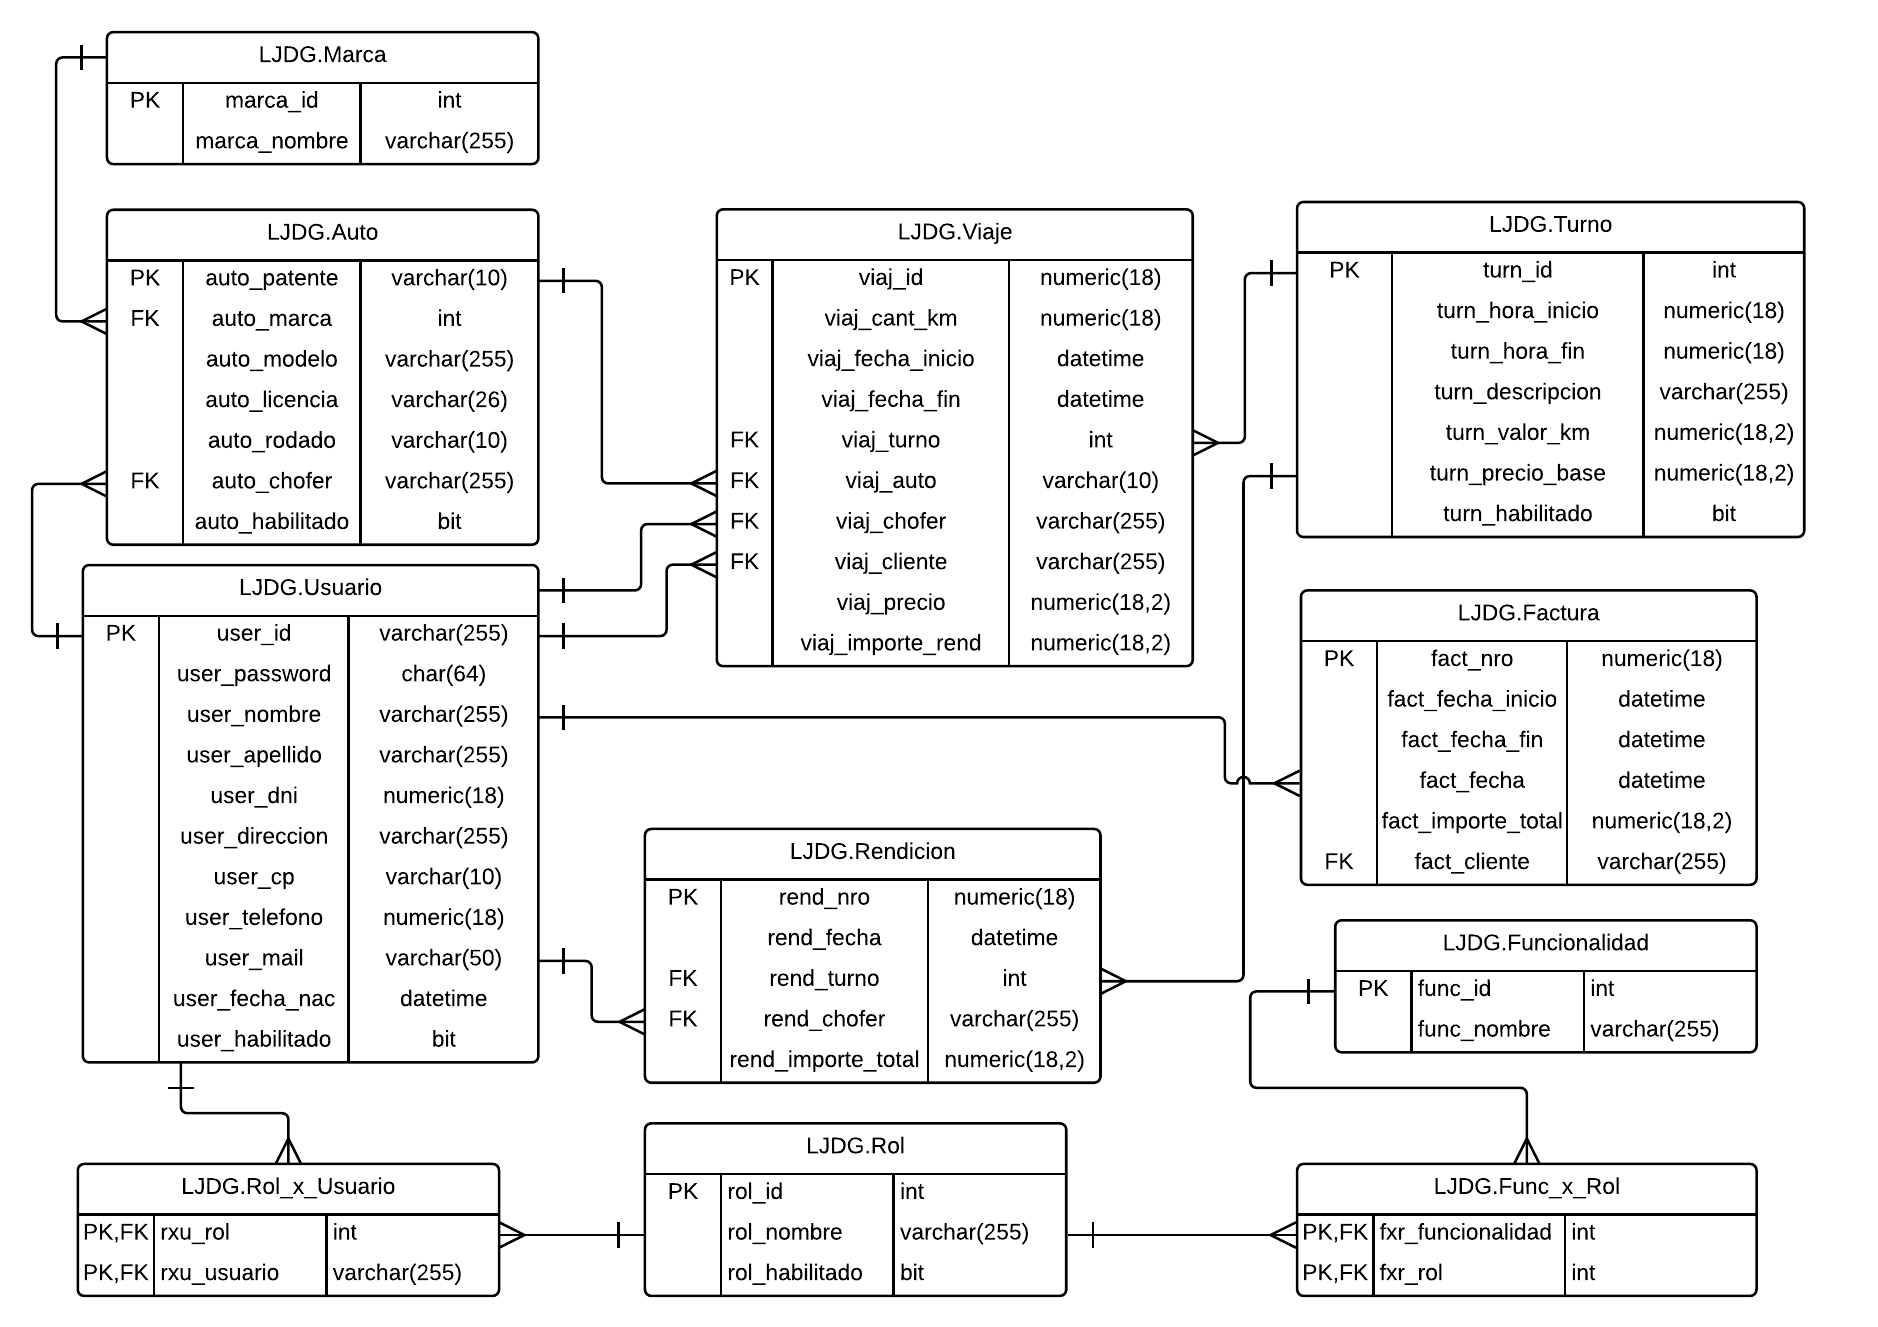 LJDG.Marca
PK marca_id int
marca_nombre varchar(255)
LJDG.Auto
PK auto_patente varchar(10)
FK auto_marca int
auto_modelo varchar(255)
auto_licencia varchar(26)
auto_rodado varchar(10)
FK auto_chofer varchar(255)
auto_habilitado bit
LJDG.Viaje
PK viaj_id numeric(18)
viaj_cant_km numeric(18)
viaj_fecha_inicio datetime
viaj_fecha_fin datetime
FK viaj_turno int
FK viaj_auto varchar(10)
FK viaj_chofer varchar(255)
FK viaj_cliente varchar(255)
viaj_precio numeric(18,2)
viaj_importe_rend numeric(18,2)
LJDG.Turno
PK turn_id int
turn_hora_inicio numeric(18)
turn_hora_fin numeric(18)
turn_descripcion varchar(255)
turn_valor_km numeric(18,2)
turn_precio_base numeric(18,2)
turn_habilitado bit
LJDG.Usuario
PK user_id varchar(255)
user_password char(64)
user_nombre varchar(255)
user_apellido varchar(255)
user_dni numeric(18)
user_direccion varchar(255)
user_cp varchar(10)
user_telefono numeric(18)
user_mail varchar(50)
user_fecha_nac datetime
user_habilitado bit
LJDG.Factura
PK fact_nro numeric(18)
fact_fecha_inicio datetime
fact_fecha_fin datetime
fact_fecha datetime
fact_importe_total numeric(18,2)
FK fact_cliente varchar(255)
LJDG.Rendicion
PK rend_nro numeric(18)
rend_fecha datetime
FK rend_turno int
FK rend_chofer varchar(255)
rend_importe_total numeric(18,2)
LJDG.Funcionalidad
PK func_id int
func_nombre varchar(255)
LJDG.Rol_x_Usuario
PK,FK rxu_rol int
PK,FK rxu_usuario varchar(255)
LJDG.Rol
PK rol_id int
rol_nombre varchar(255)
rol_habilitado bit
LJDG.Func_x_Rol
PK,FK fxr_funcionalidad int
PK,FK fxr_rol int